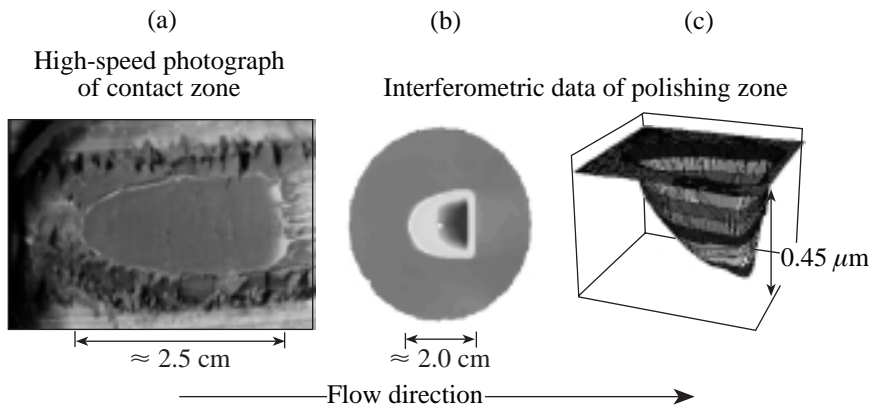 (a)
(b)
(c)
High-speed photograph
of contact zone
Interferometric data of polishing zone
0.45 μm
≈ 2.5 cm
≈ 2.0 cm
Flow direction